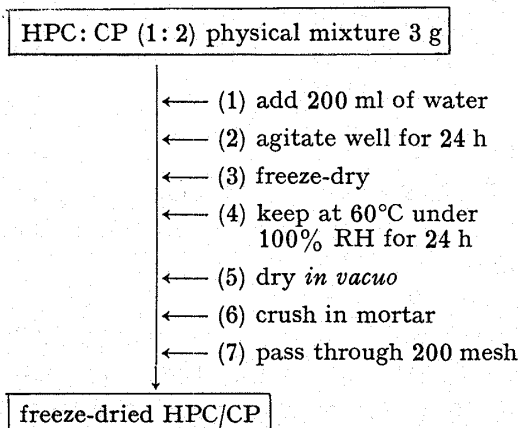 HPC: CP (1: 2) physical mixture 3 g
(1) add 200 ml of water
(2) agitate well for 24 h
(3) freeze-dry
(4) keep at 60°C under
100% RH for 24 h
(5) dry in vacuo
(6) crush in mortar
(7) pass through 200 mesh
freeze-dried HPC/CP